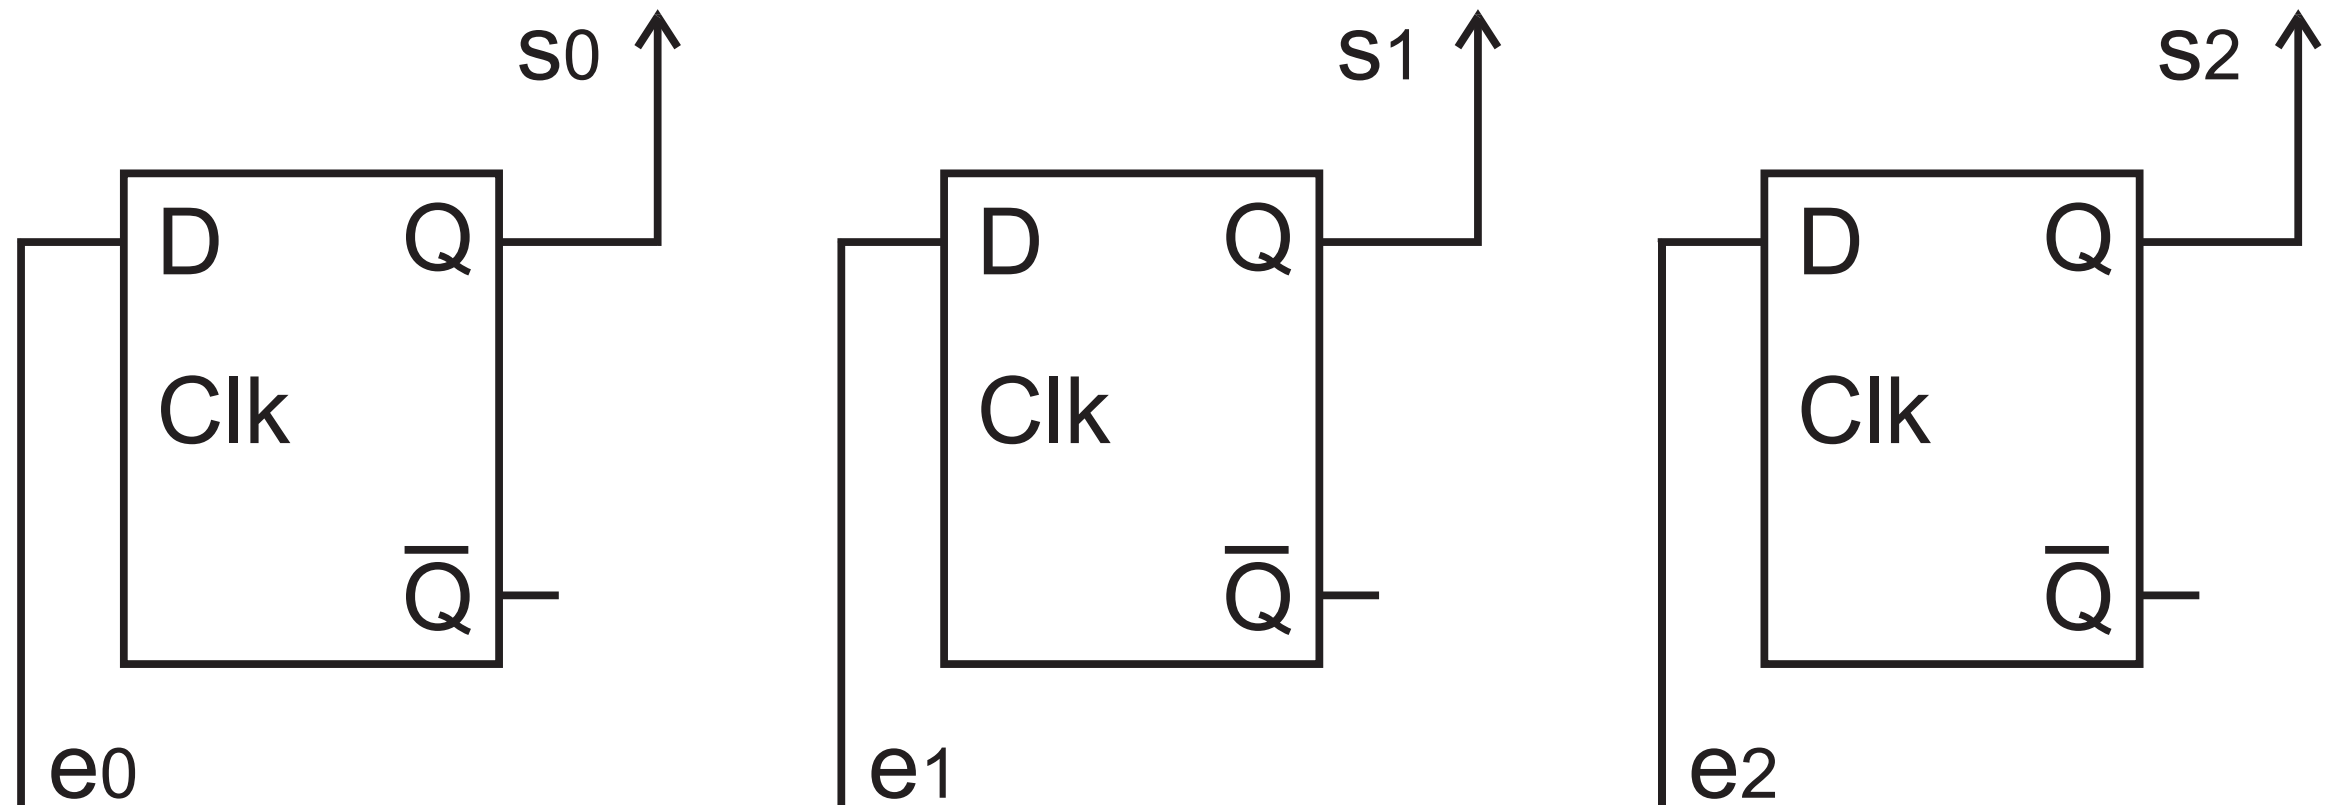 s0 s1 s2
D Q D Q D Q
Clk Clk Clk
Q̅ Q̅ Q̅
e0 e1 e2